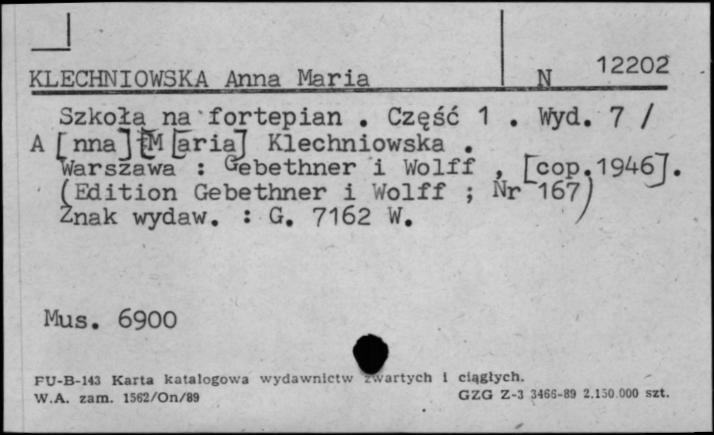 KLECHNIOWSKA Anna Maria N 12202
Szkoła na fortepian . Część 1 . Wyd. 7 /
A [nna] [M [aria] Klechniowska .
Warszawa : Gebethner i Wolff , [cop.1946].
(Edition Gebethner i Wolff ; Nr 167)
Znak wydaw. : G. 7162 W.
Mus. 6900
PU-B-143 Karta katalogowa wydawnictw zwartych i ciągłych.
W.A. zam. 1562/On/89 GZG Z-3 3466-89 2.150.000 szt.